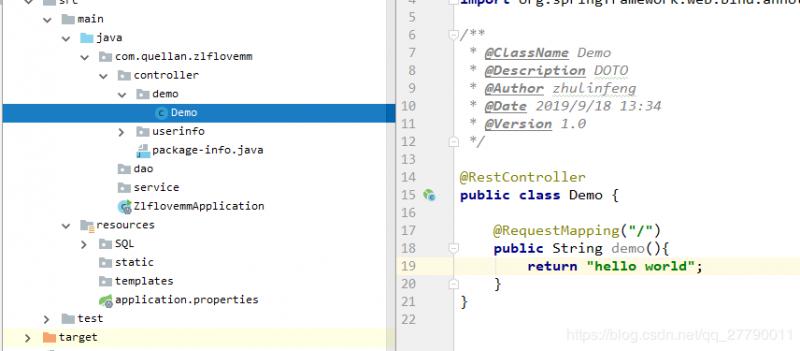 src
main
java
com.quellan.zlflovemm
controller
demo
Demo
userinfo
package-info.java
dao
service
ZlflovemmApplication
resources
SQL
static
templates
application.properties
test
target
4 import org.springframework.web.bind.anno
5
6 /**
7 * @ClassName Demo
8 * @Description DOTO
9 * @Author zhulinfeng
10 * @Date 2019/9/18 13:34
11 * @Version 1.0
12 */
13
14 @RestController
15 public class Demo {
16
17 @RequestMapping("/")
18 public String demo(){
19 return "hello world";
20 }
21 }
22
https://blog.csdn.net/qq_27790011